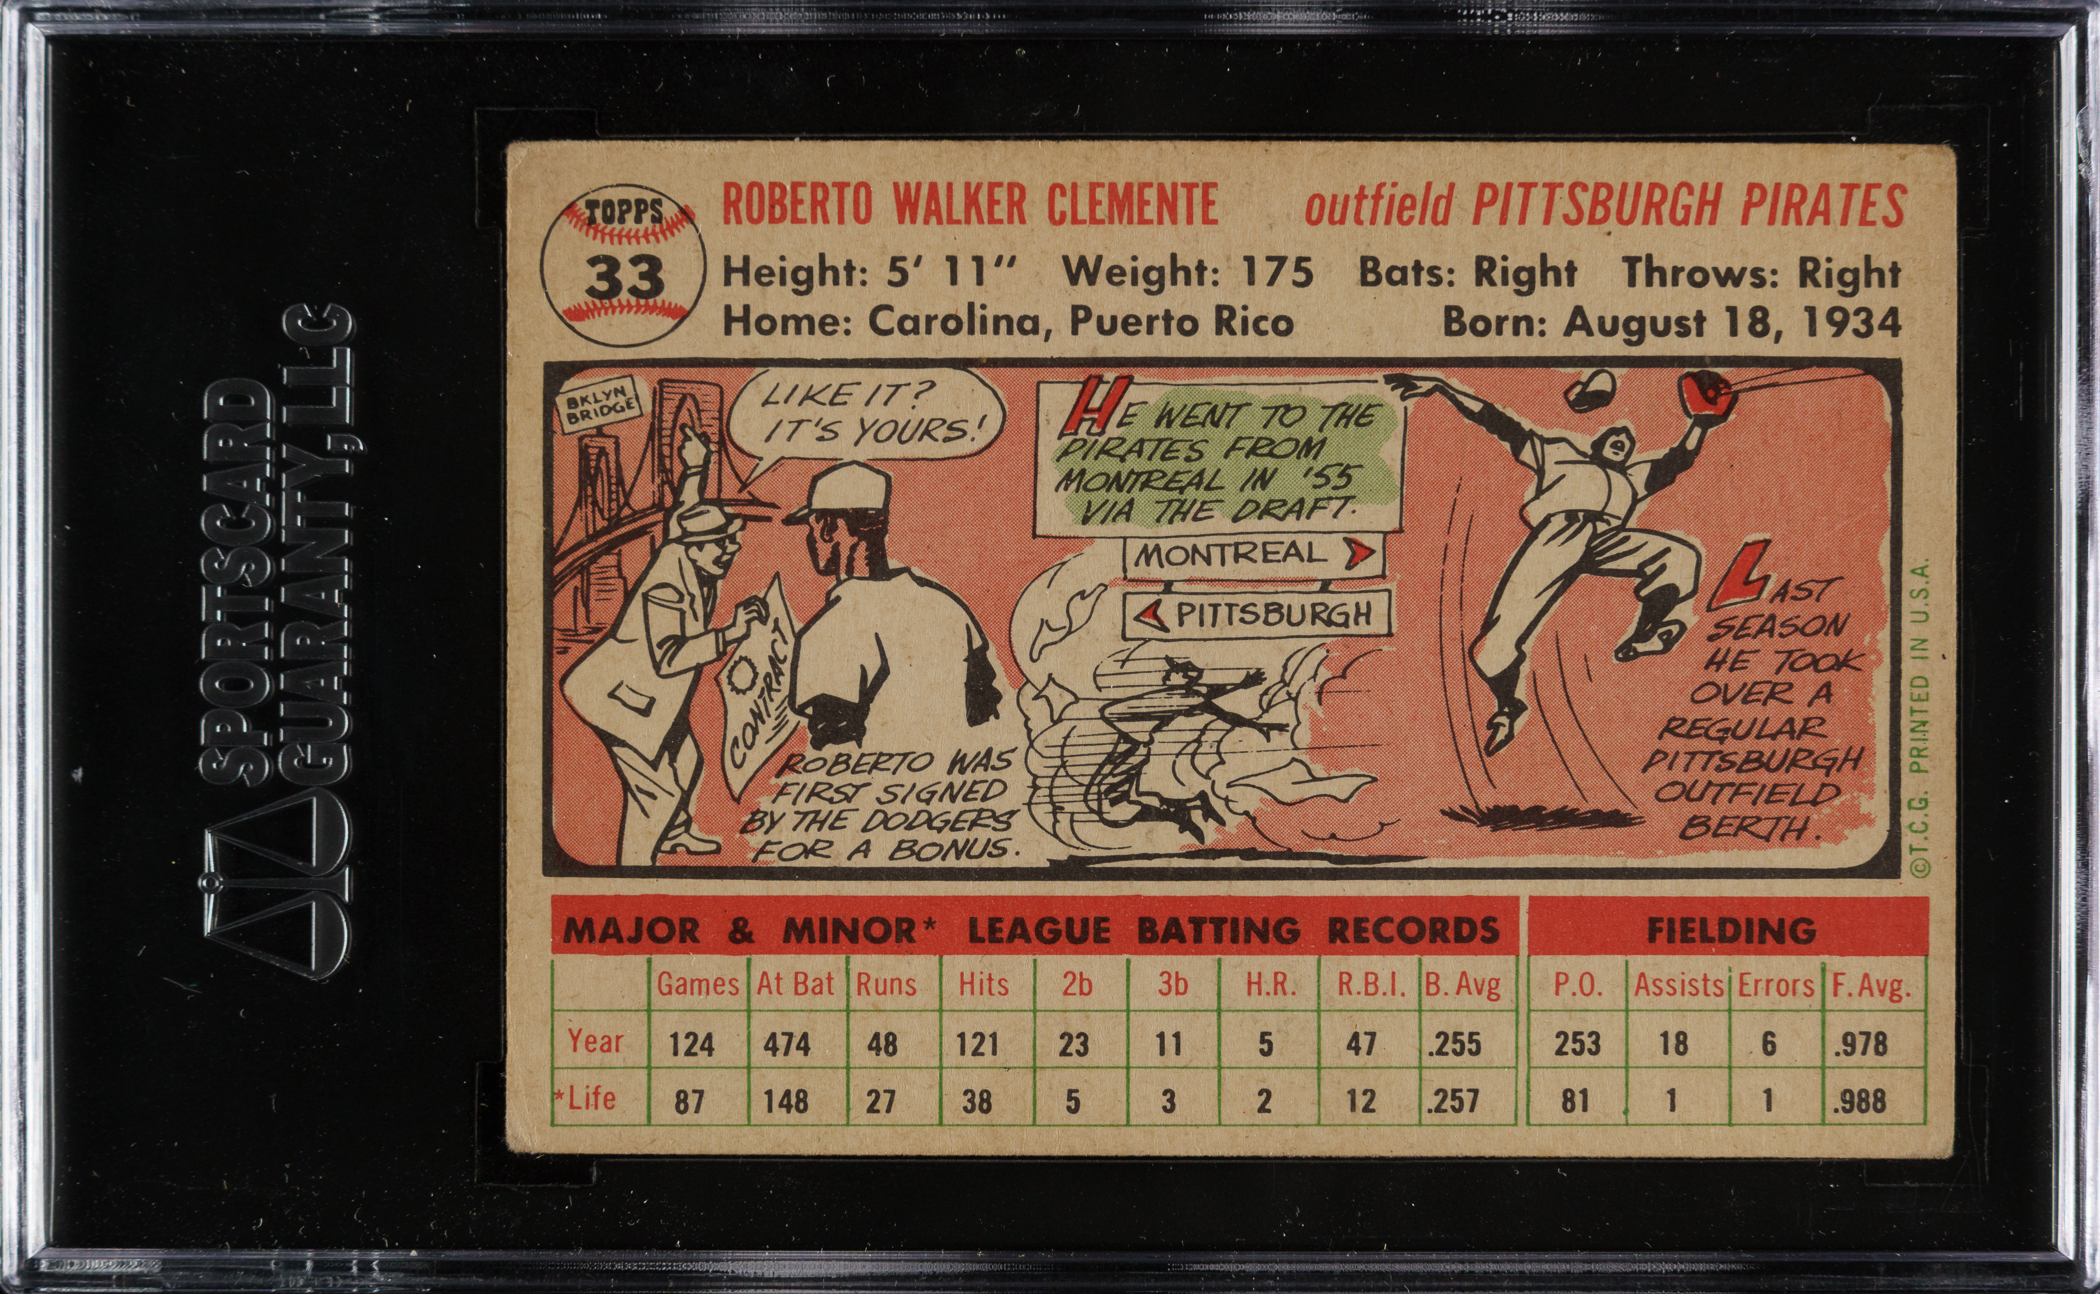 SPORTSCARD
GUARANTY, LLC
TOPPS
33
ROBERTO WALKER CLEMENTE outfield PITTSBURGH PIRATES
Height: 5' 11" Weight: 175 Bats: Right Throws: Right
Home: Carolina, Puerto Rico Born: August 18, 1934
BKLYN
BRIDGE
LIKE IT?
IT'S YOURS!
CONTRACT
ROBERTO WAS
FIRST SIGNED
BY THE DODGERS
FOR A BONUS.
HE WENT TO THE
PIRATES FROM
MONTREAL IN '55
VIA THE DRAFT.
MONTREAL
PITTSBURGH
LAST
SEASON
HE TOOK
OVER A
REGULAR
PITTSBURGH
OUTFIELD
BERTH.
©T.C.G. PRINTED IN U.S.A.
MAJOR & MINOR* LEAGUE BATTING RECORDS FIELDING
Games At Bat Runs Hits 2b 3b H.R. R.B.I. B. Avg P.O. Assists Errors F. Avg.
Year 124 474 48 121 23 11 5 47 .255 253 18 6 .978
*Life 87 148 27 38 5 3 2 12 .257 81 1 1 .988